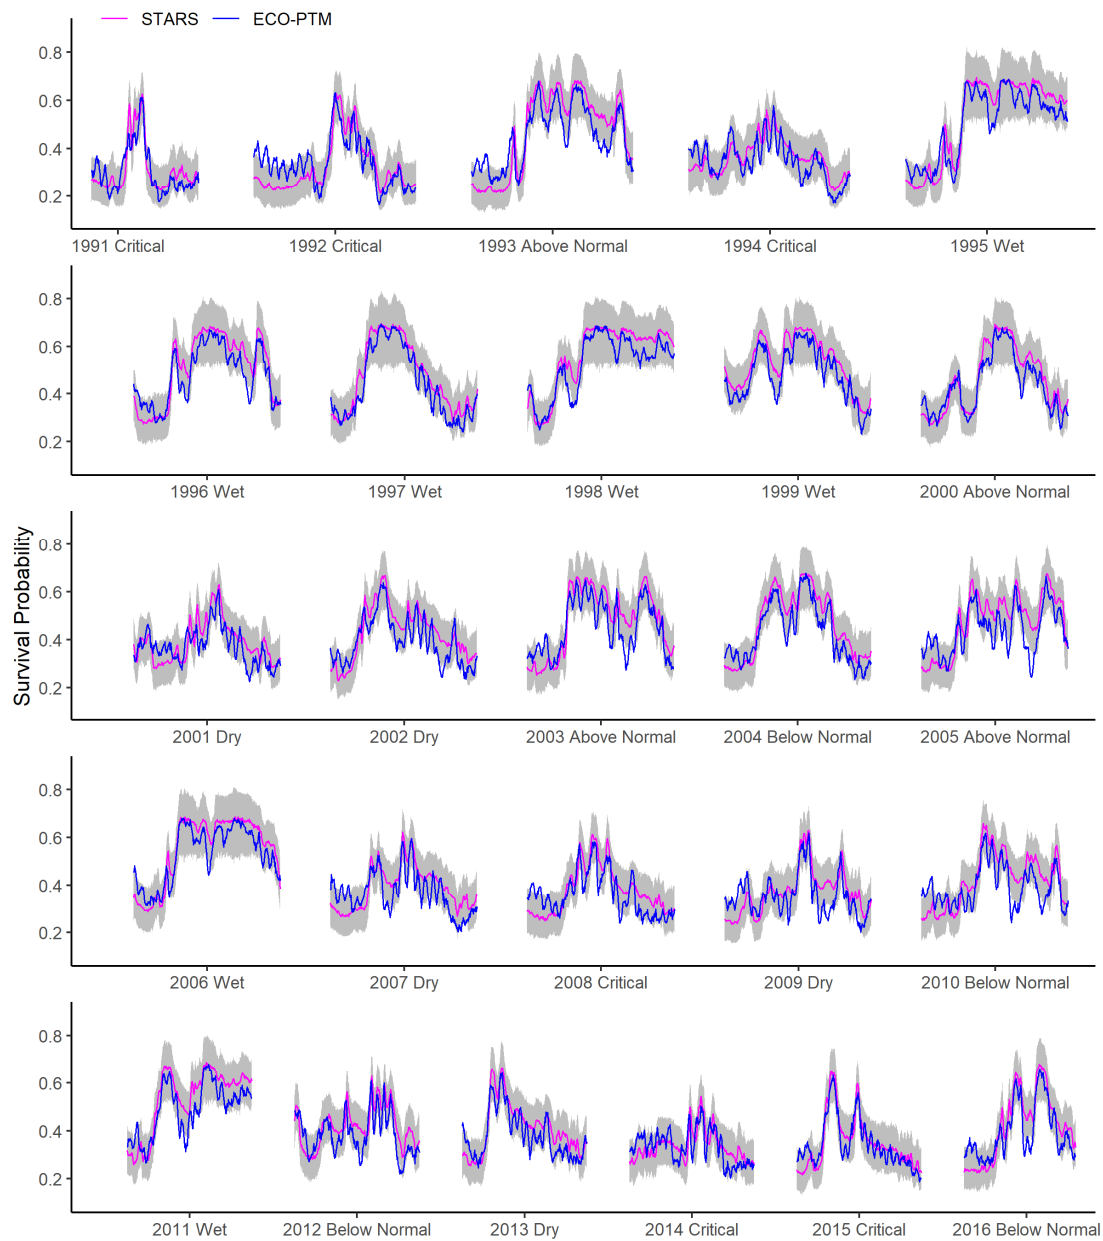 STARS ECO-PTM
0.8
0.6
0.4
0.2
1991 Critical 1992 Critical 1993 Above Normal 1994 Critical 1995 Wet
0.8
0.6
0.4
0.2
1996 Wet 1997 Wet 1998 Wet 1999 Wet 2000 Above Normal
Survival Probability
0.8
0.6
0.4
0.2
2001 Dry 2002 Dry 2003 Above Normal 2004 Below Normal 2005 Above Normal
0.8
0.6
0.4
0.2
2006 Wet 2007 Dry 2008 Critical 2009 Dry 2010 Below Normal
0.8
0.6
0.4
0.2
2011 Wet 2012 Below Normal 2013 Dry 2014 Critical 2015 Critical 2016 Below Normal